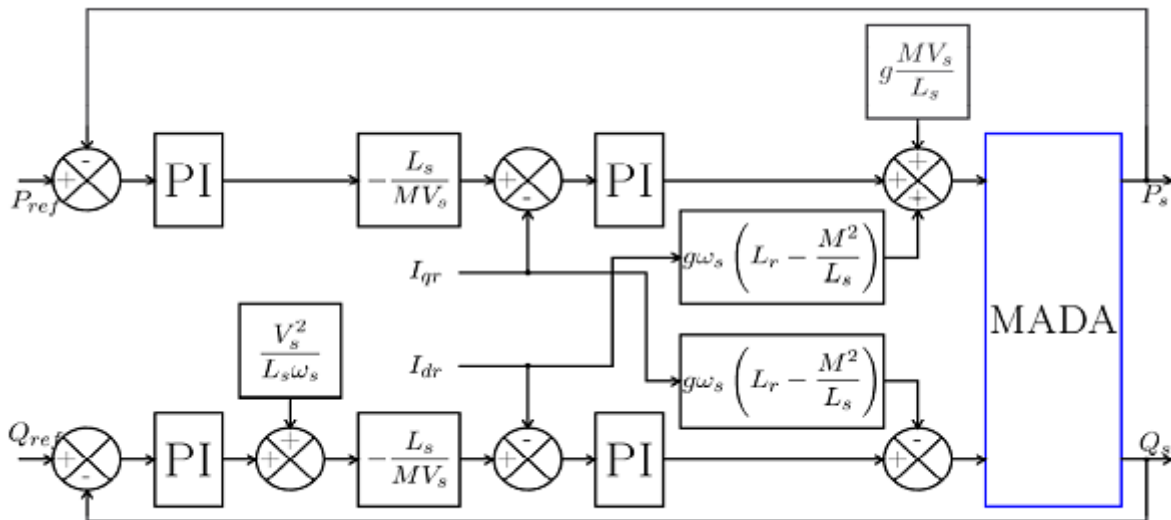 g MV_s / L_s
P_ref + - PI -L_s / MV_s + - PI + + + P_s
I_qr gω_s (L_r - M^2 / L_s)
V_s^2 / L_s ω_s
MADA
I_dr gω_s (L_r - M^2 / L_s)
Q_ref + - PI + + -L_s / MV_s + - PI + - Q_s